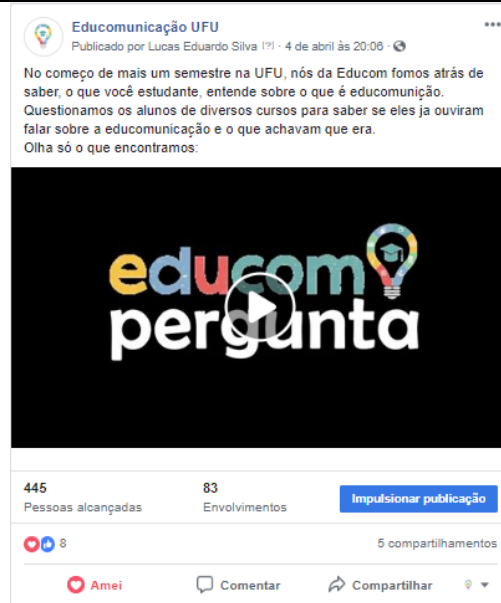 Educomunicação UFU
Publicado por Lucas Eduardo Silva [?] · 4 de abril às 20:06 ·
No começo de mais um semestre na UFU, nós da Educom fomos atrás de
saber, o que você estudante, entende sobre o que é educomunição.
Questionamos os alunos de diversos cursos para saber se eles ja ouviram
falar sobre a educomunicação e o que achavam que era.
Olha só o que encontramos:
educom
pergunta
445
Pessoas alcançadas
83
Envolvimentos
Impulsionar publicação
8
5 compartilhamentos
Amei
Comentar
Compartilhar